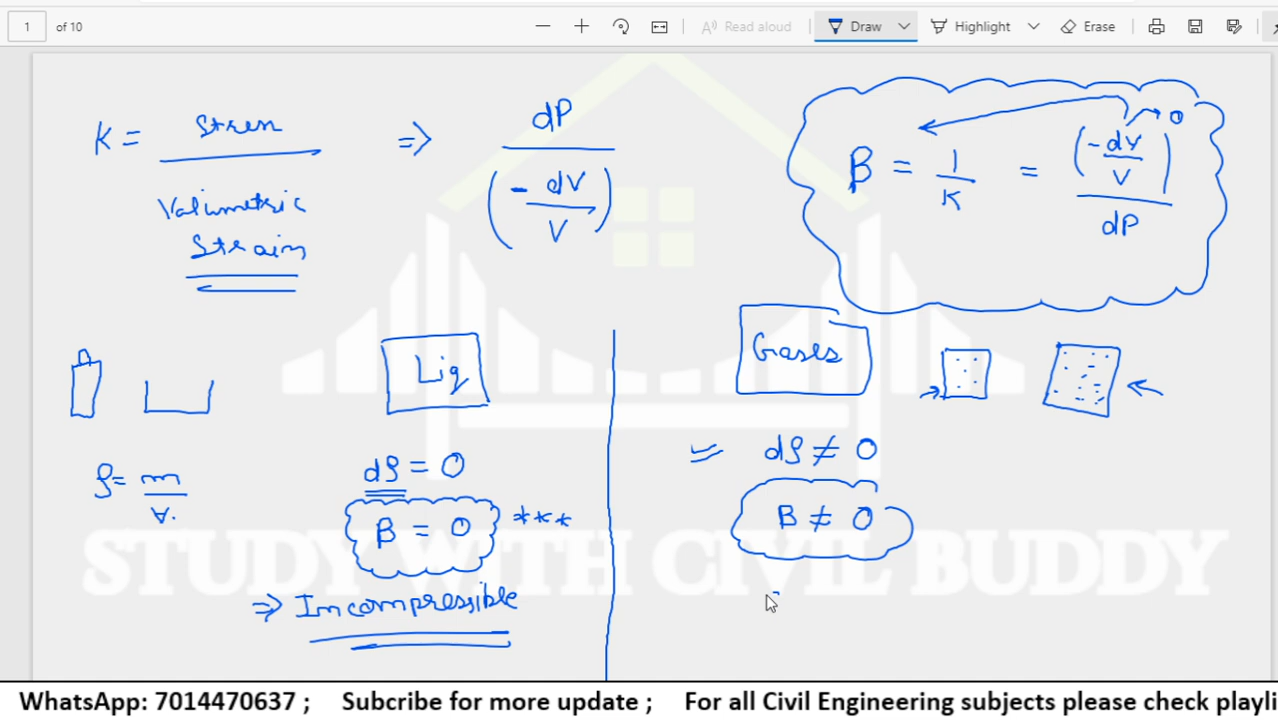 1 of 10 Read aloud Draw Highlight Erase
K = Stress / Valumetric Strain => dP / (- dV / V)
β = 1 / K = (- dV / V) / dP → 0
Liq
Gases
ρ = m / V.
dρ = 0
dρ ≠ 0
β = 0 ***
β ≠ 0
=> Incompressible
STUDY WITH CIVIL BUDDY
WhatsApp: 7014470637 ; Subcribe for more update ; For all Civil Engineering subjects please check playli